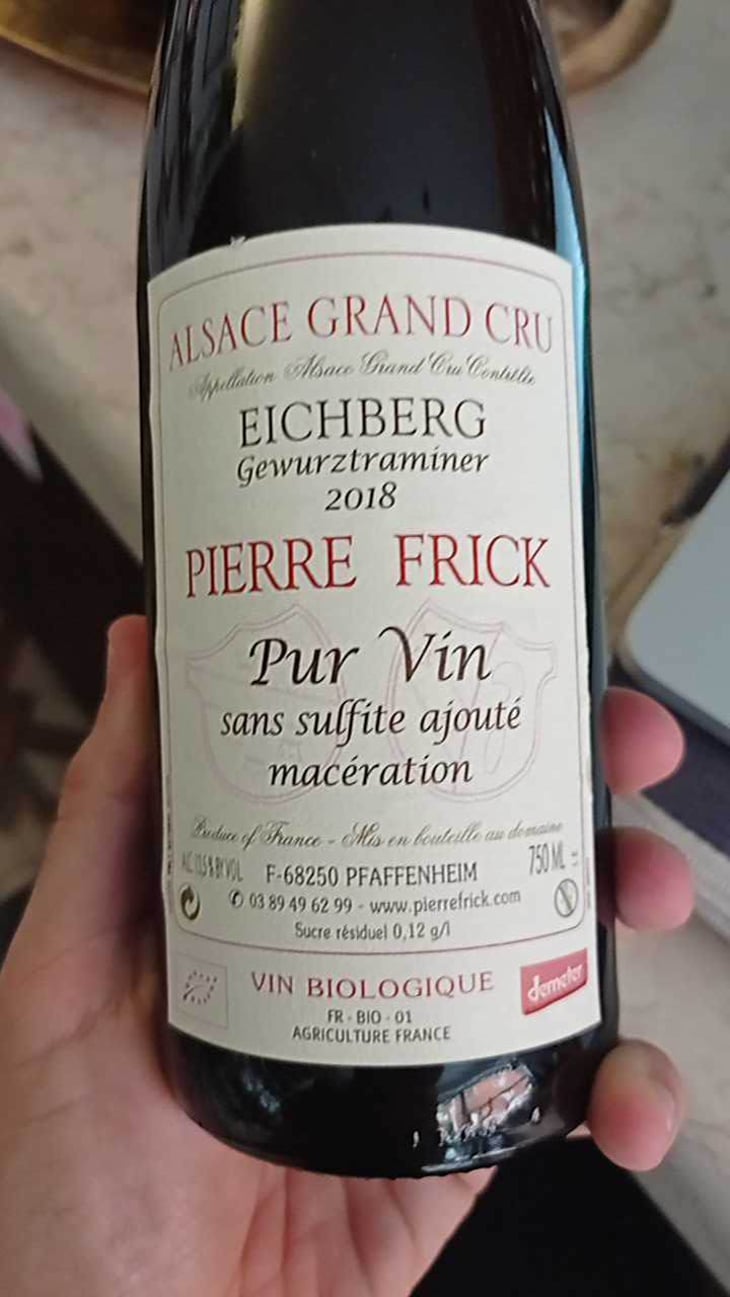 ALSACE GRAND CRU
Appellation Alsace Grand Cru Contrôlée
EICHBERG
Gewurztraminer
2018
PIERRE FRICK
Pur Vin
sans sulfite ajouté
macération
Produce of France - Mis en bouteille au domaine
F-68250 PFAFFENHEIM
750 ML
✆ 03 89 49 62 99 - www.pierrefrick.com
Sucre résiduel 0,12 g/l
VIN BIOLOGIQUE
demeter
FR - BIO - 01
AGRICULTURE FRANCE